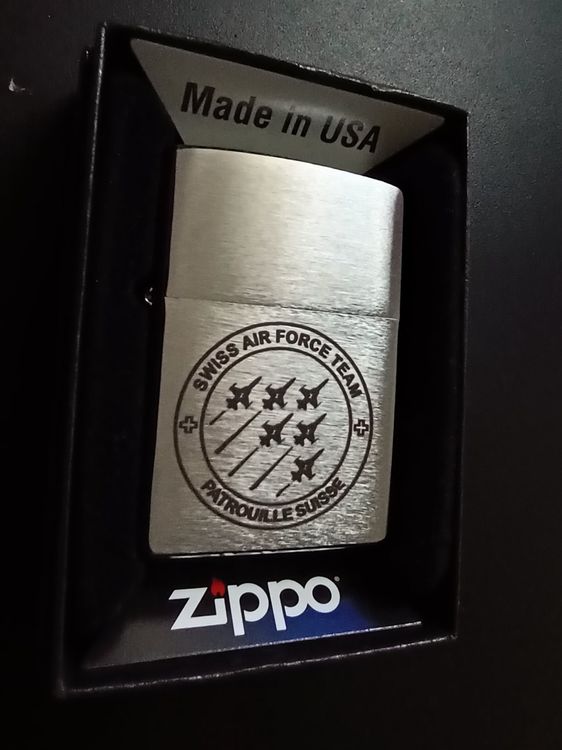 Made in USA
SWISS AIR FORCE TEAM
PATROUILLE SUISSE
zippo